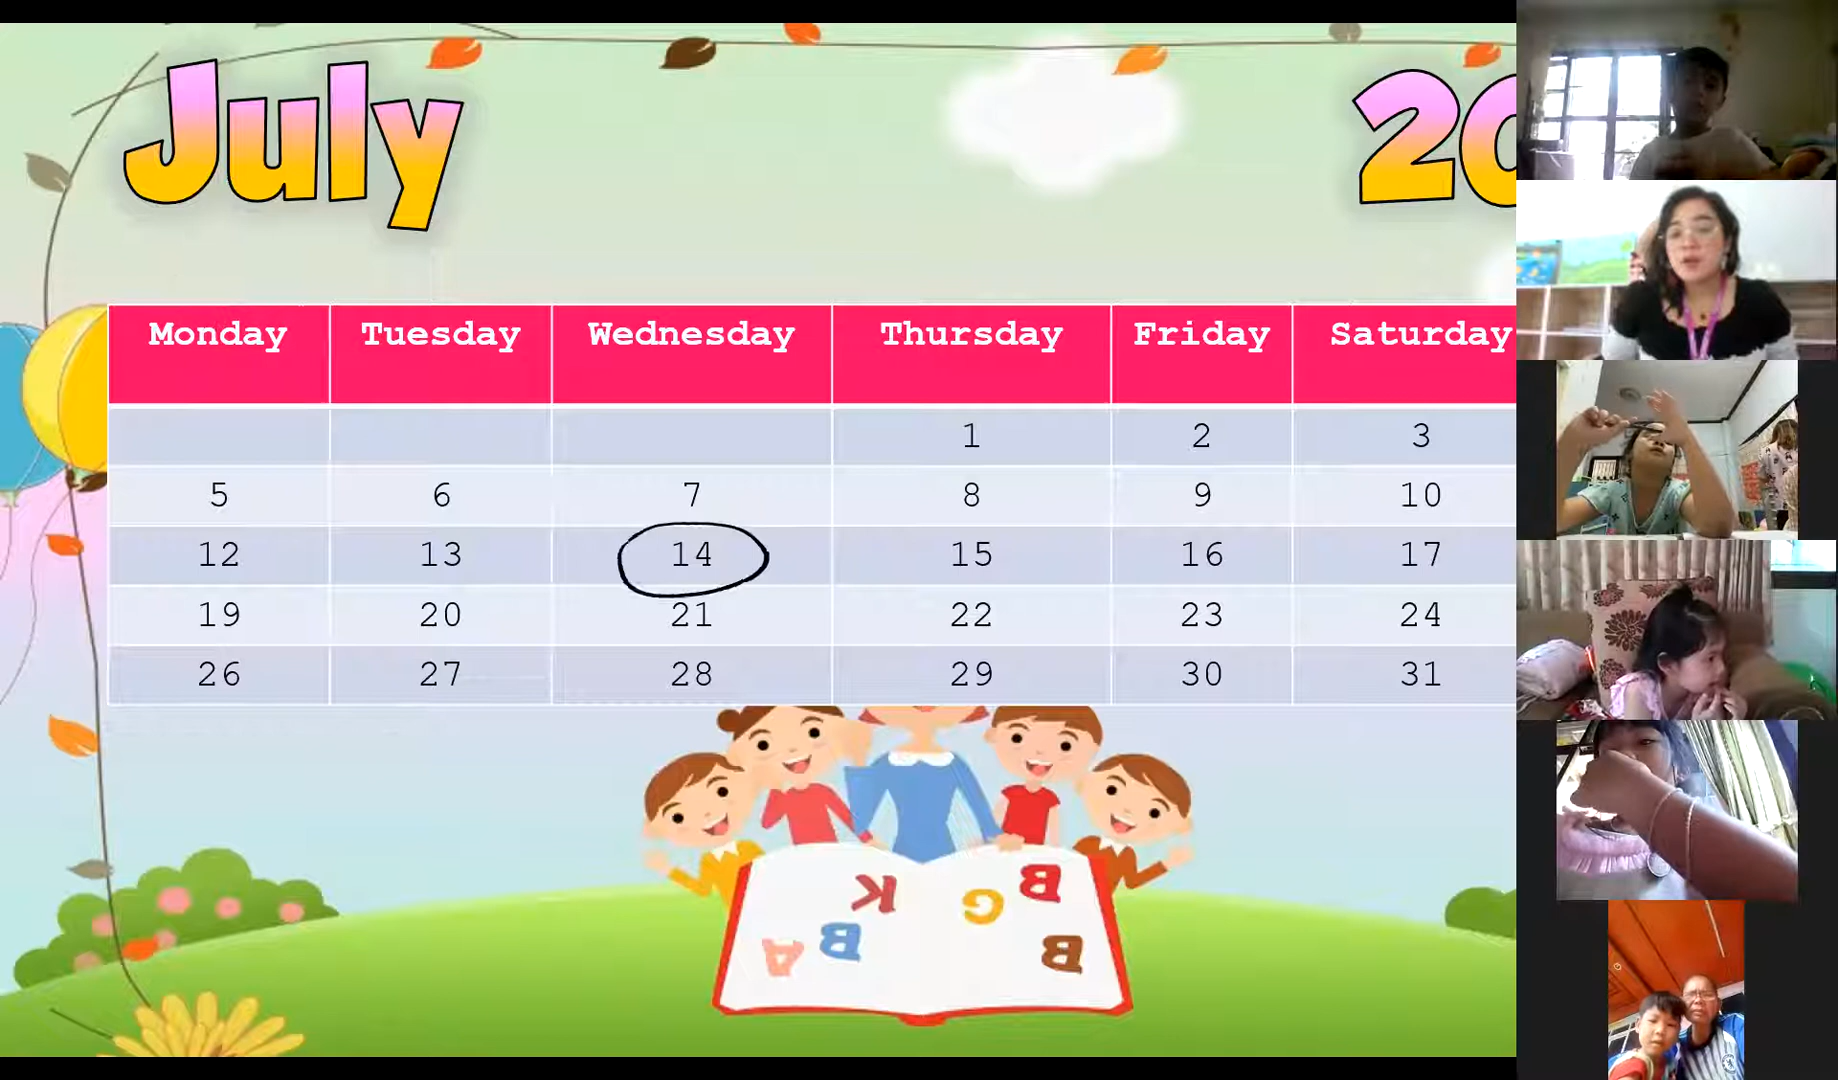 July 20
Monday Tuesday Wednesday Thursday Friday Saturday
1 2 3
5 6 7 8 9 10
12 13 14 15 16 17
19 20 21 22 23 24
26 27 28 29 30 31
K G B
A B B